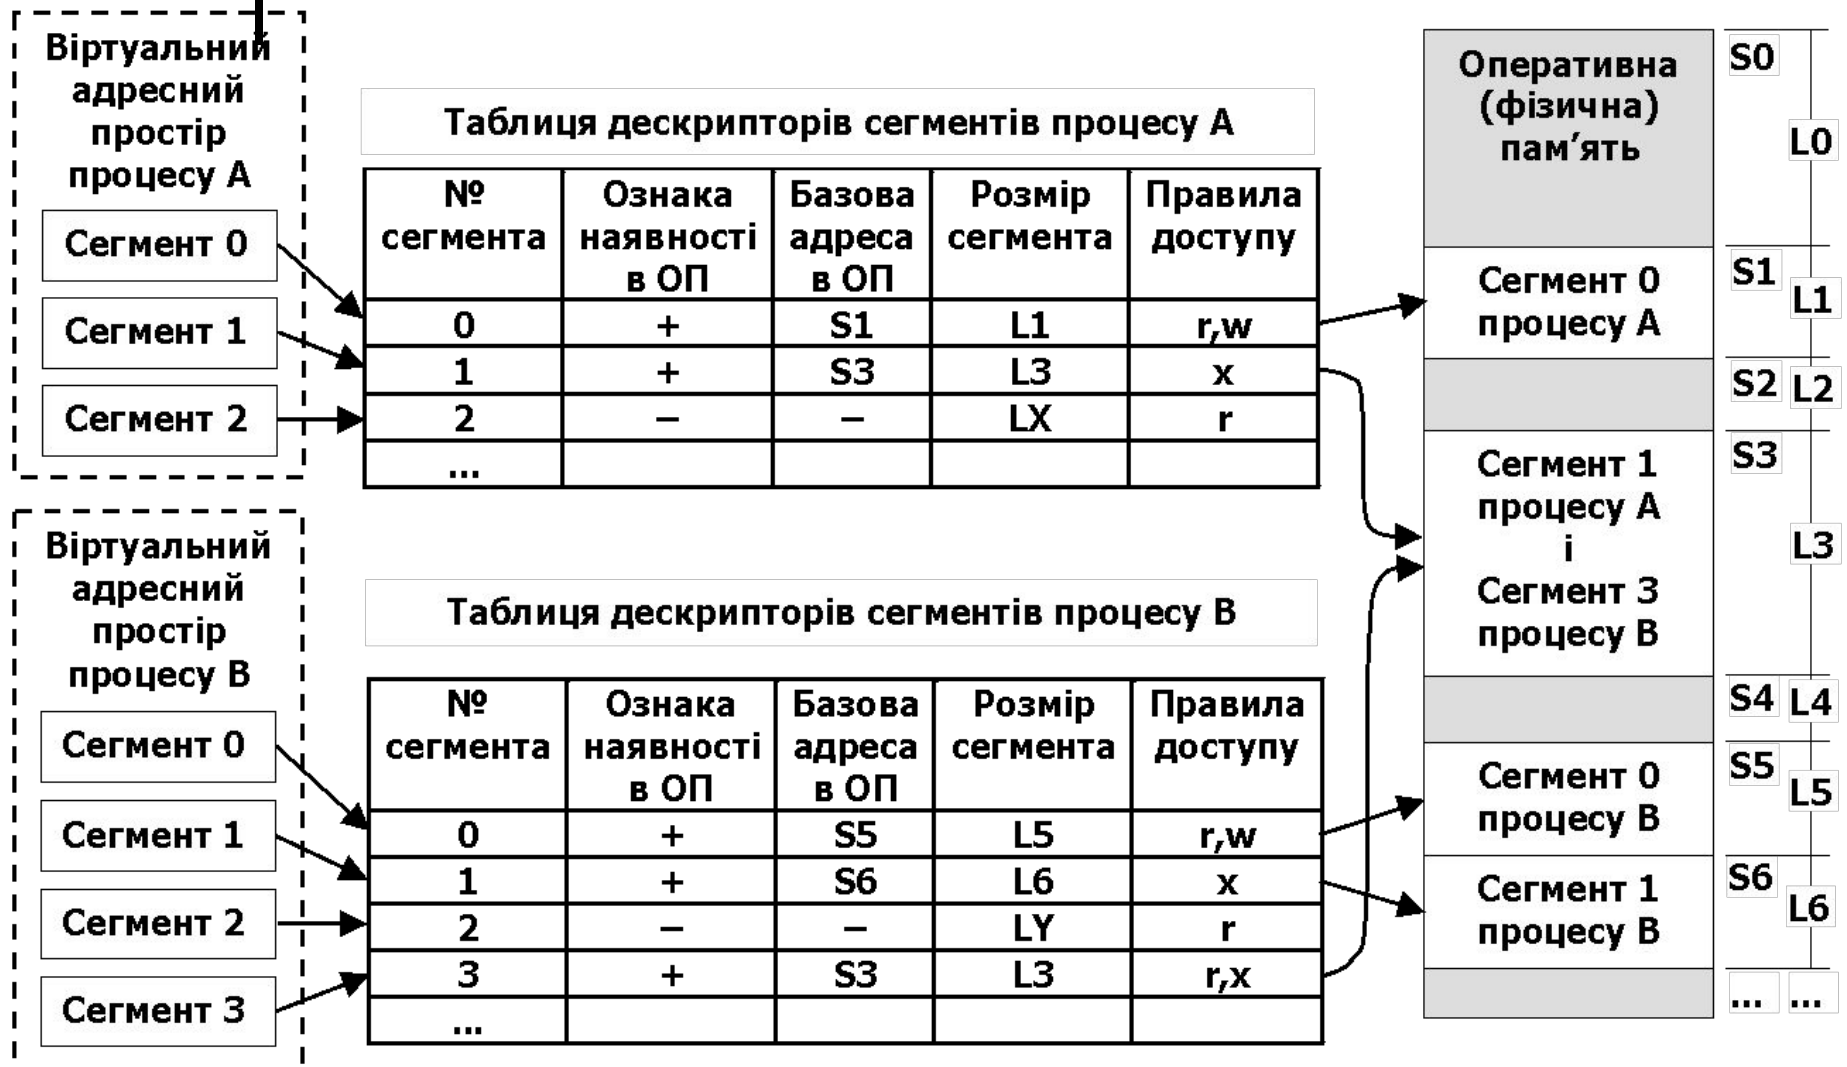 Віртуальний
адресний
простір
процесу A
Сегмент 0
Сегмент 1
Сегмент 2
Таблиця дескрипторів сегментів процесу A
№ сегмента | Ознака наявності в ОП | Базова адреса в ОП | Розмір сегмента | Правила доступу
0 + S1 L1 r,w
1 + S3 L3 x
2 – – LX r
...
Віртуальний
адресний
простір
процесу B
Сегмент 0
Сегмент 1
Сегмент 2
Сегмент 3
Таблиця дескрипторів сегментів процесу B
№ сегмента | Ознака наявності в ОП | Базова адреса в ОП | Розмір сегмента | Правила доступу
0 + S5 L5 r,w
1 + S6 L6 x
2 – – LY r
3 + S3 L3 r,x
...
Оперативна
(фізична)
пам’ять
S0
L0
Сегмент 0
процесу A
S1
L1
S2
L2
Сегмент 1
процесу A
і
Сегмент 3
процесу B
S3
L3
S4
L4
Сегмент 0
процесу B
S5
L5
Сегмент 1
процесу B
S6
L6
... ...